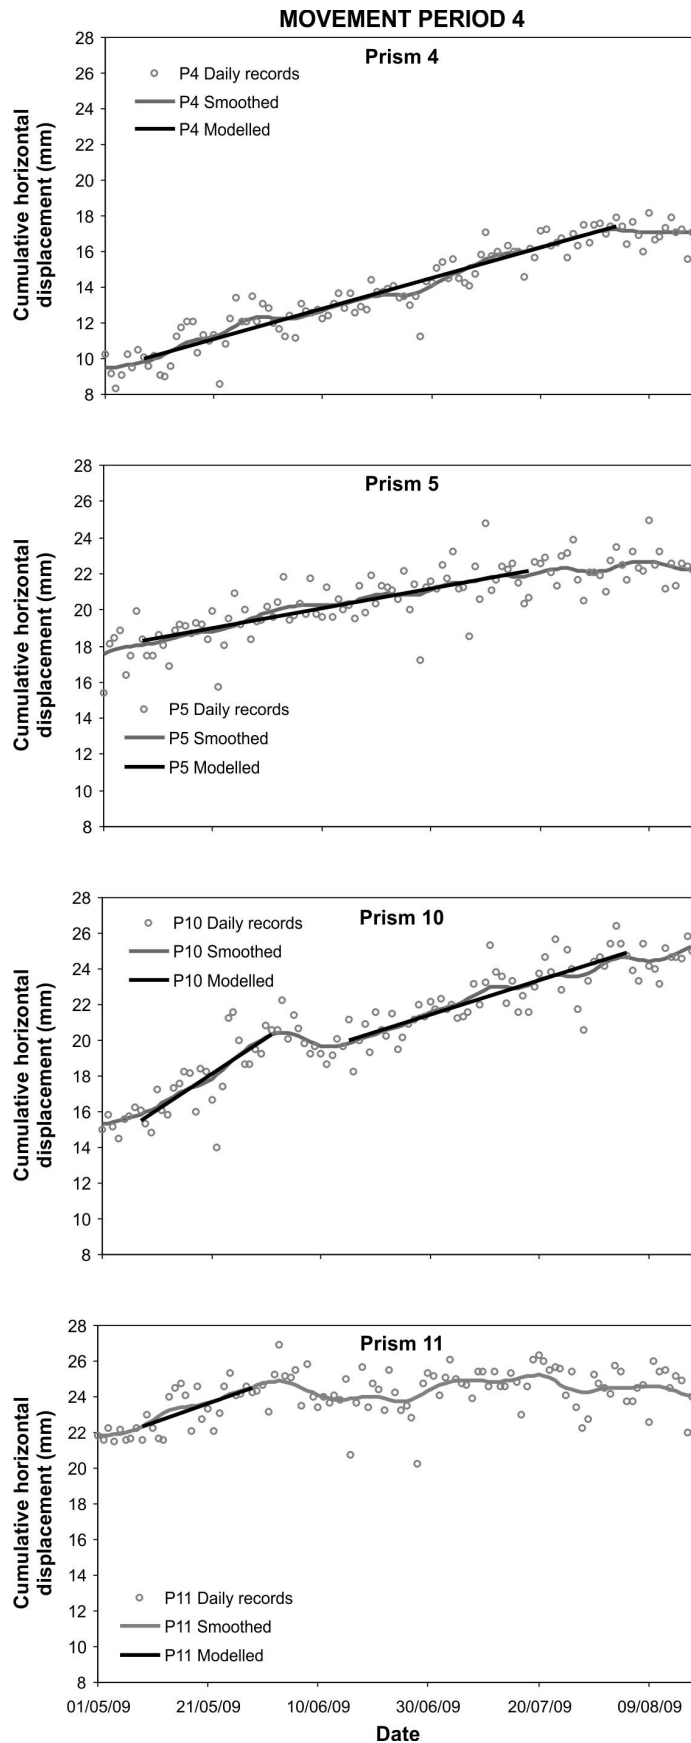 MOVEMENT PERIOD 4
Prism 4
P4 Daily records
P4 Smoothed
P4 Modelled
Cumulative horizontal
displacement (mm)
28
26
24
22
20
18
16
14
12
10
8
Prism 5
P5 Daily records
P5 Smoothed
P5 Modelled
Cumulative horizontal
displacement (mm)
28
26
24
22
20
18
16
14
12
10
8
Prism 10
P10 Daily records
P10 Smoothed
P10 Modelled
Cumulative horizontal
displacement (mm)
28
26
24
22
20
18
16
14
12
10
8
Prism 11
P11 Daily records
P11 Smoothed
P11 Modelled
Cumulative horizontal
displacement (mm)
28
26
24
22
20
18
16
14
12
10
8
01/05/09 21/05/09 10/06/09 30/06/09 20/07/09 09/08/09
Date